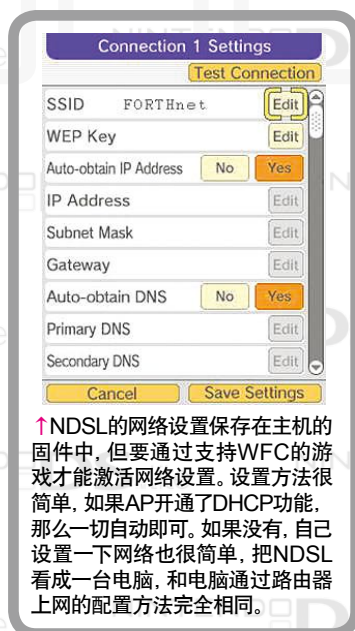 Connection 1 Settings
Test Connection
SSID FORTHnet Edit
WEP Key Edit
Auto-obtain IP Address No Yes
IP Address Edit
Subnet Mask Edit
Gateway Edit
Auto-obtain DNS No Yes
Primary DNS Edit
Secondary DNS Edit
Cancel Save Settings
↑NDSL的网络设置保存在主机的
固件中，但要通过支持WFC的游
戏才能激活网络设置。设置方法很
简单，如果AP开通了DHCP功能，
那么一切自动即可。如果没有，自己
设置一下网络也很简单，把NDSL
看成一台电脑，和电脑通过路由器
上网的配置方法完全相同。